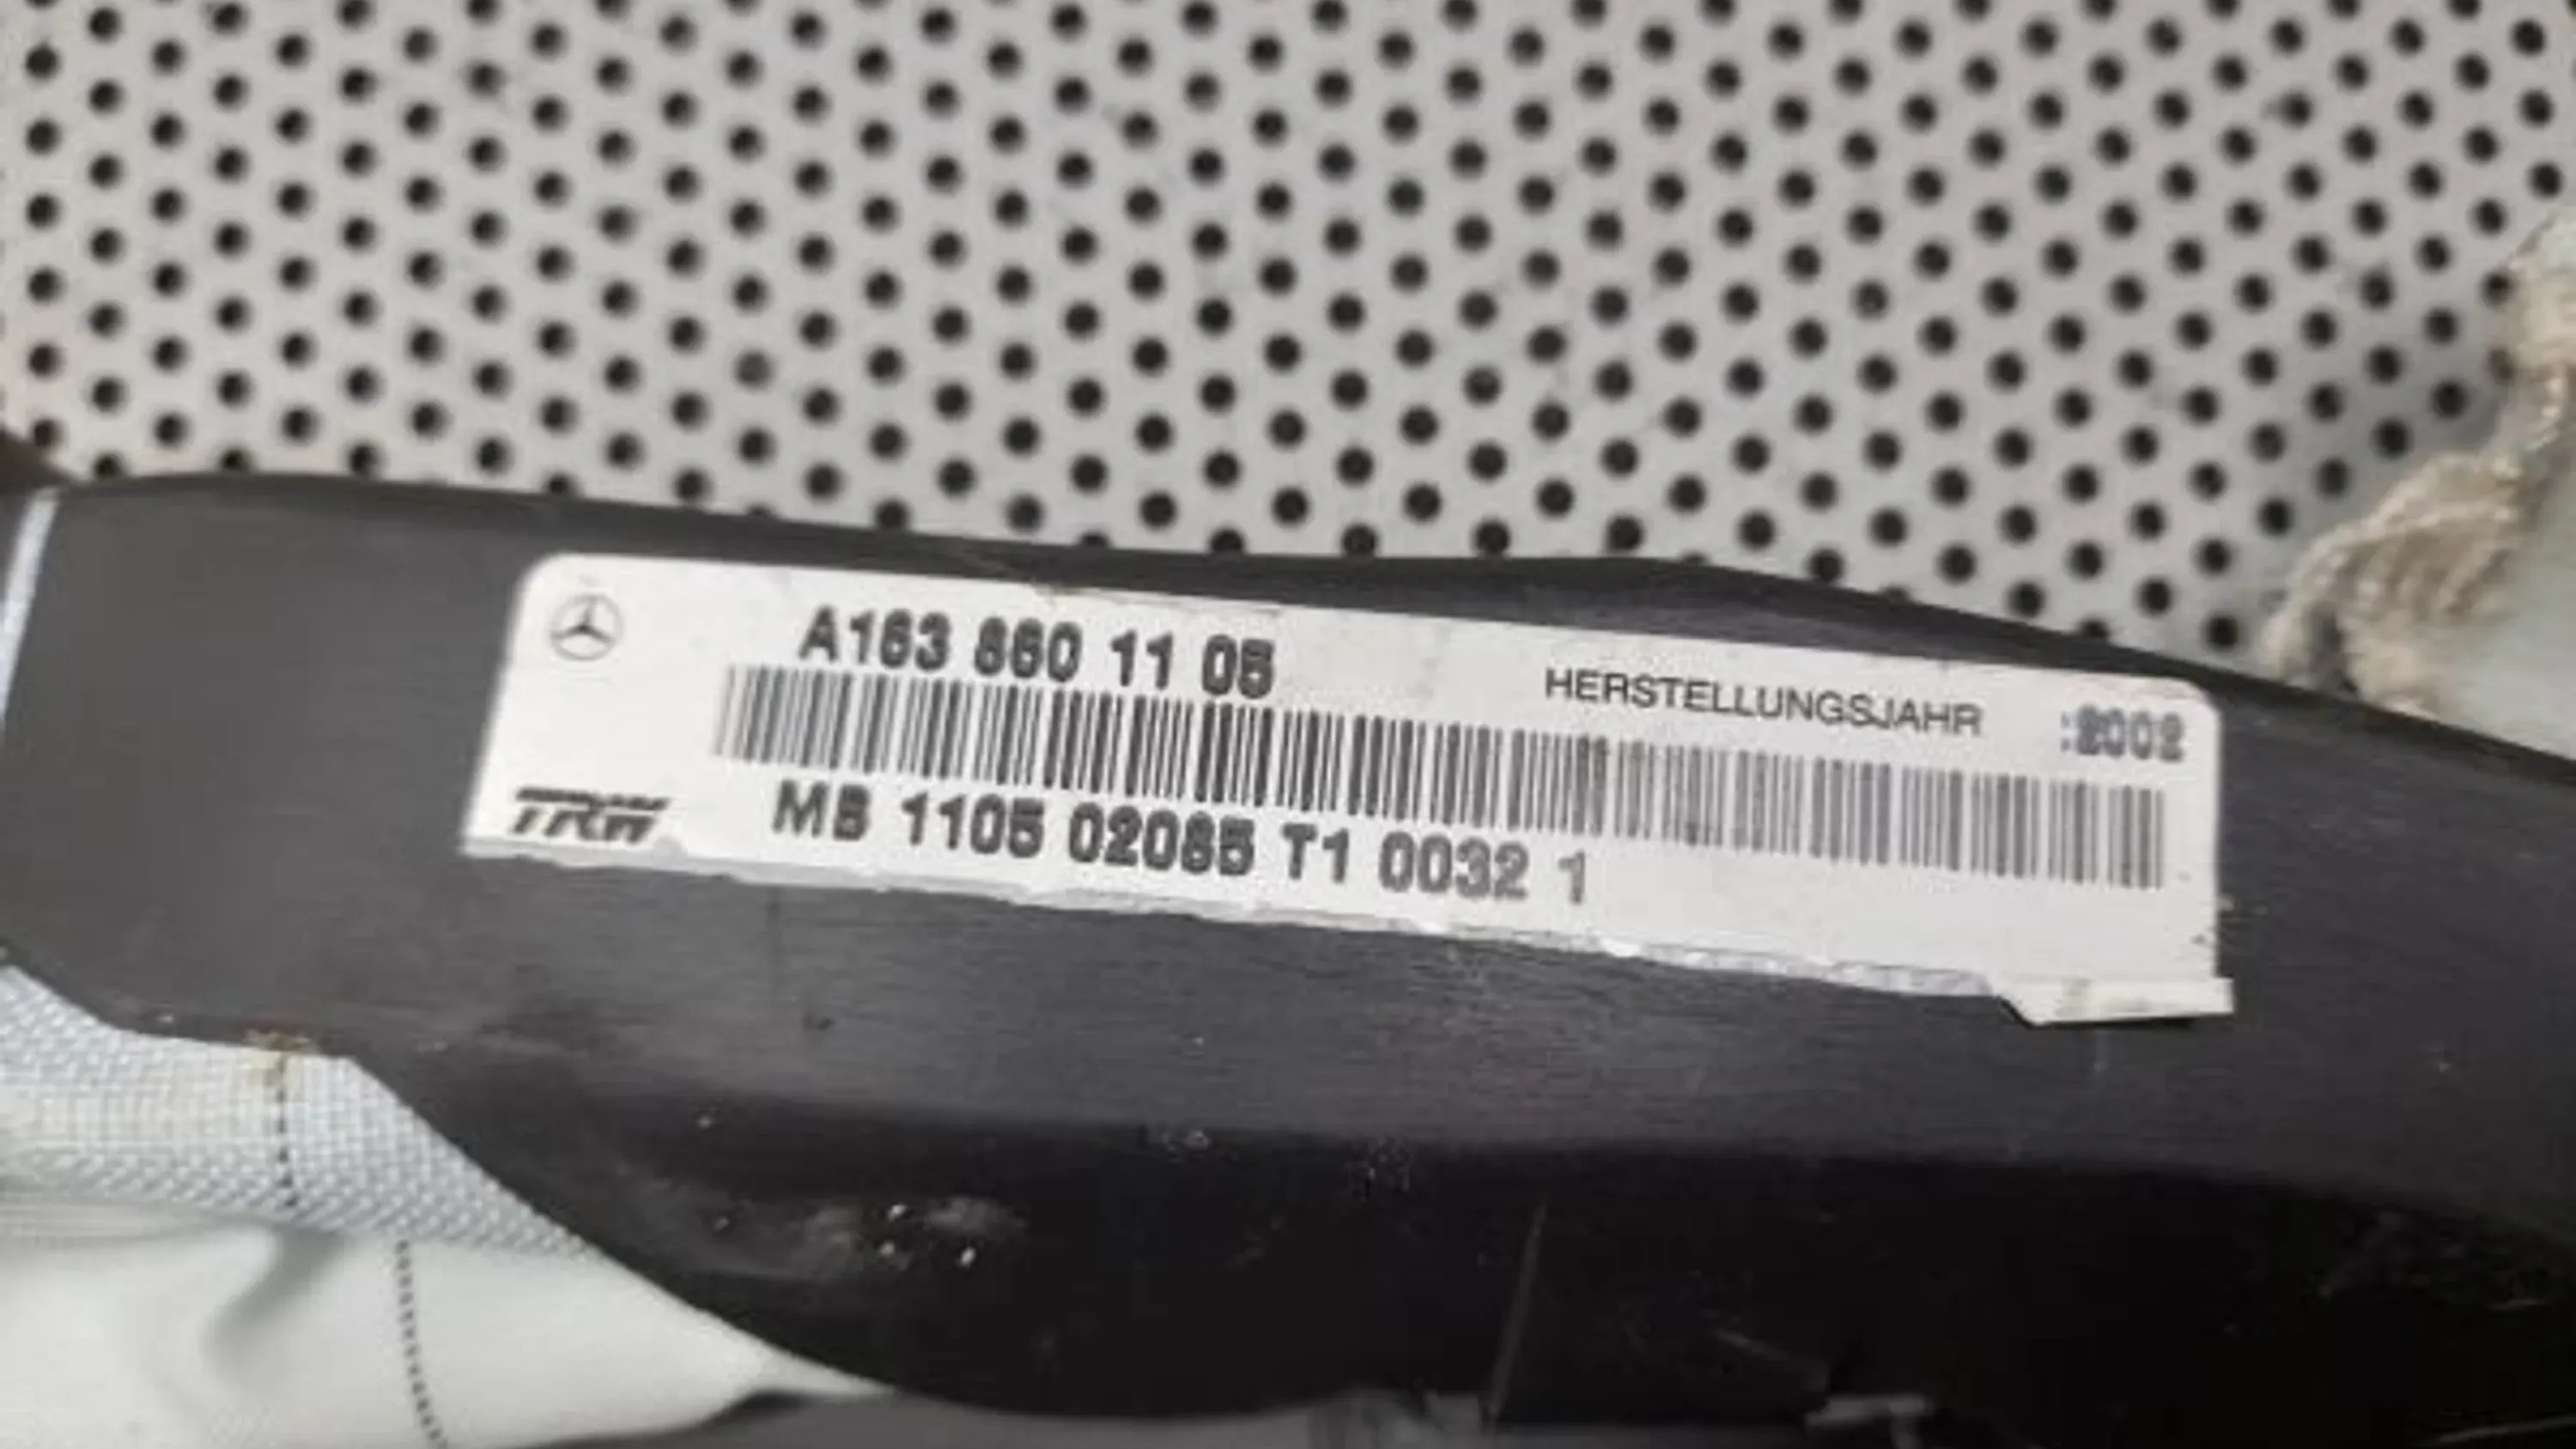 A163 860 11 05
HERSTELLUNGSJAHR :2002
TRW MB 1105 02085 T1 0032 1